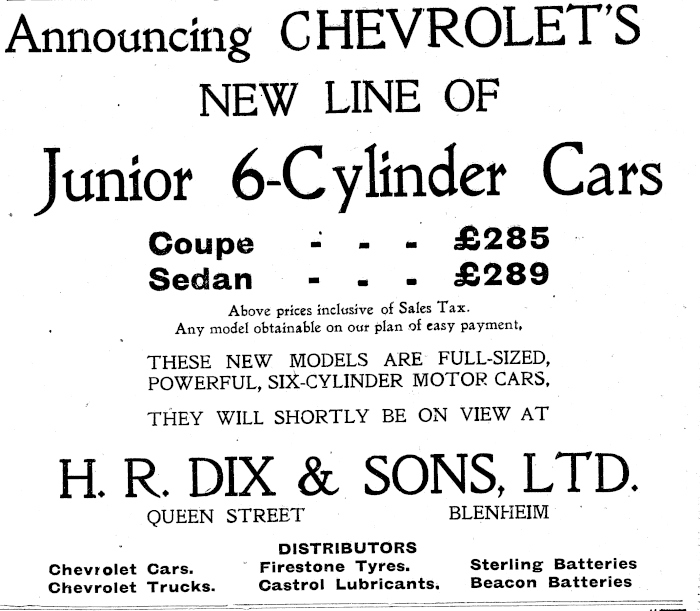 Announcing CHEVROLET'S
NEW LINE OF
Junior 6-Cylinder Cars
Coupe - - - £285
Sedan - - - £289
Above prices inclusive of Sales Tax.
Any model obtainable on our plan of easy payment,
THESE NEW MODELS ARE FULL-SIZED,
POWERFUL, SIX-CYLINDER MOTOR CARS,
THEY WILL SHORTLY BE ON VIEW AT
H. R. DIX & SONS, LTD.
QUEEN STREET BLENHEIM
DISTRIBUTORS
Chevrolet Cars. Firestone Tyres. Sterling Batteries
Chevrolet Trucks. Castrol Lubricants. Beacon Batteries